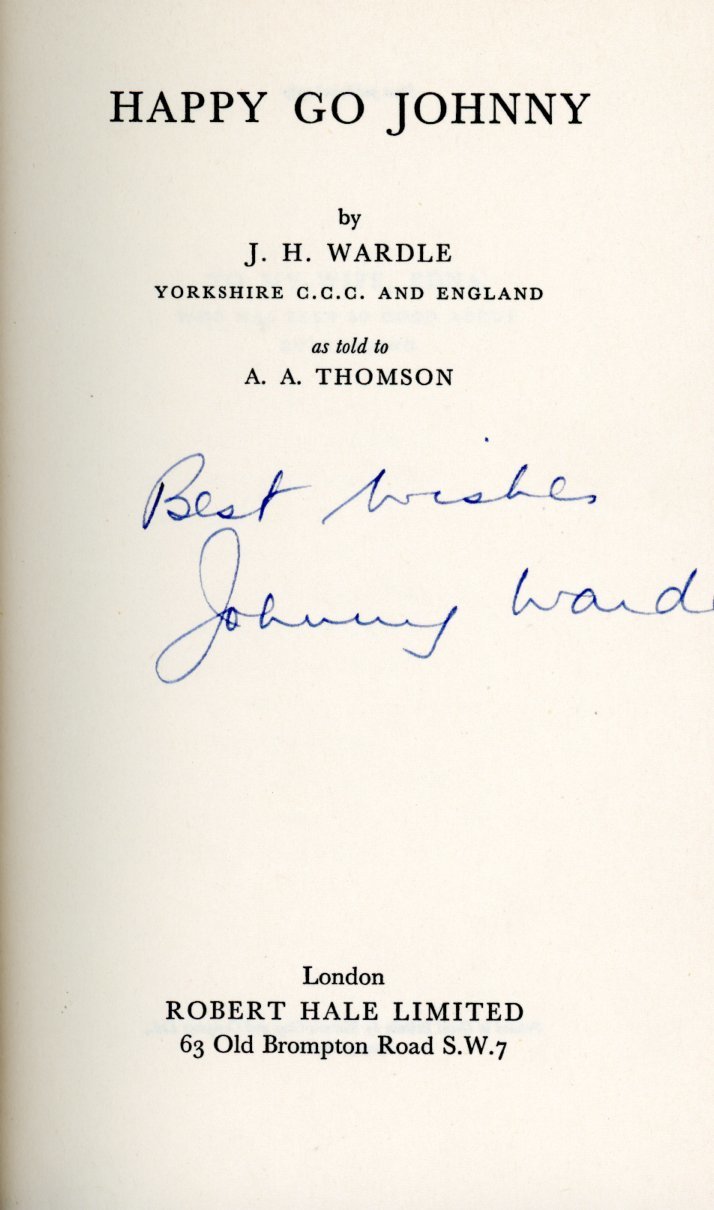 HAPPY GO JOHNNY
by
J. H. WARDLE
YORKSHIRE C.C.C. AND ENGLAND
as told to
A. A. THOMSON
Best wishes
Johnny Wardl
London
ROBERT HALE LIMITED
63 Old Brompton Road S.W.7